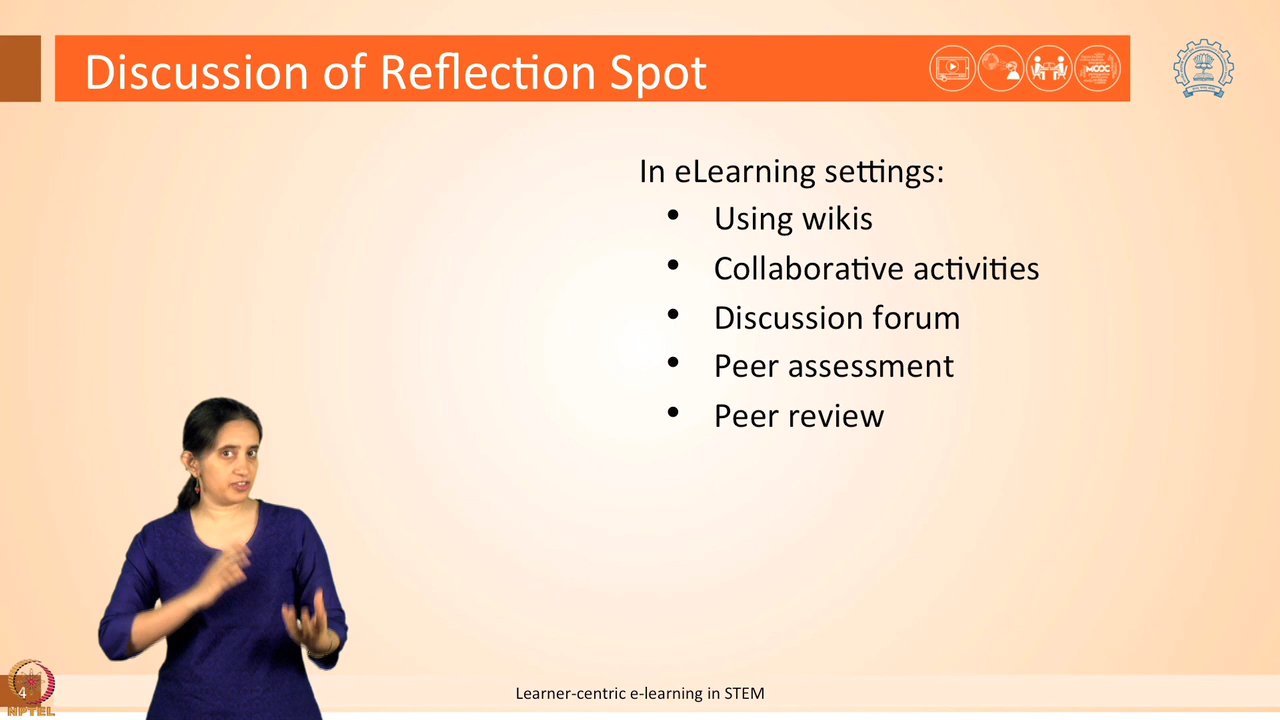 Discussion of Reflection Spot
MOOC
In eLearning settings:
• Using wikis
• Collaborative activities
• Discussion forum
• Peer assessment
• Peer review
4
NPTEL
Learner-centric e-learning in STEM